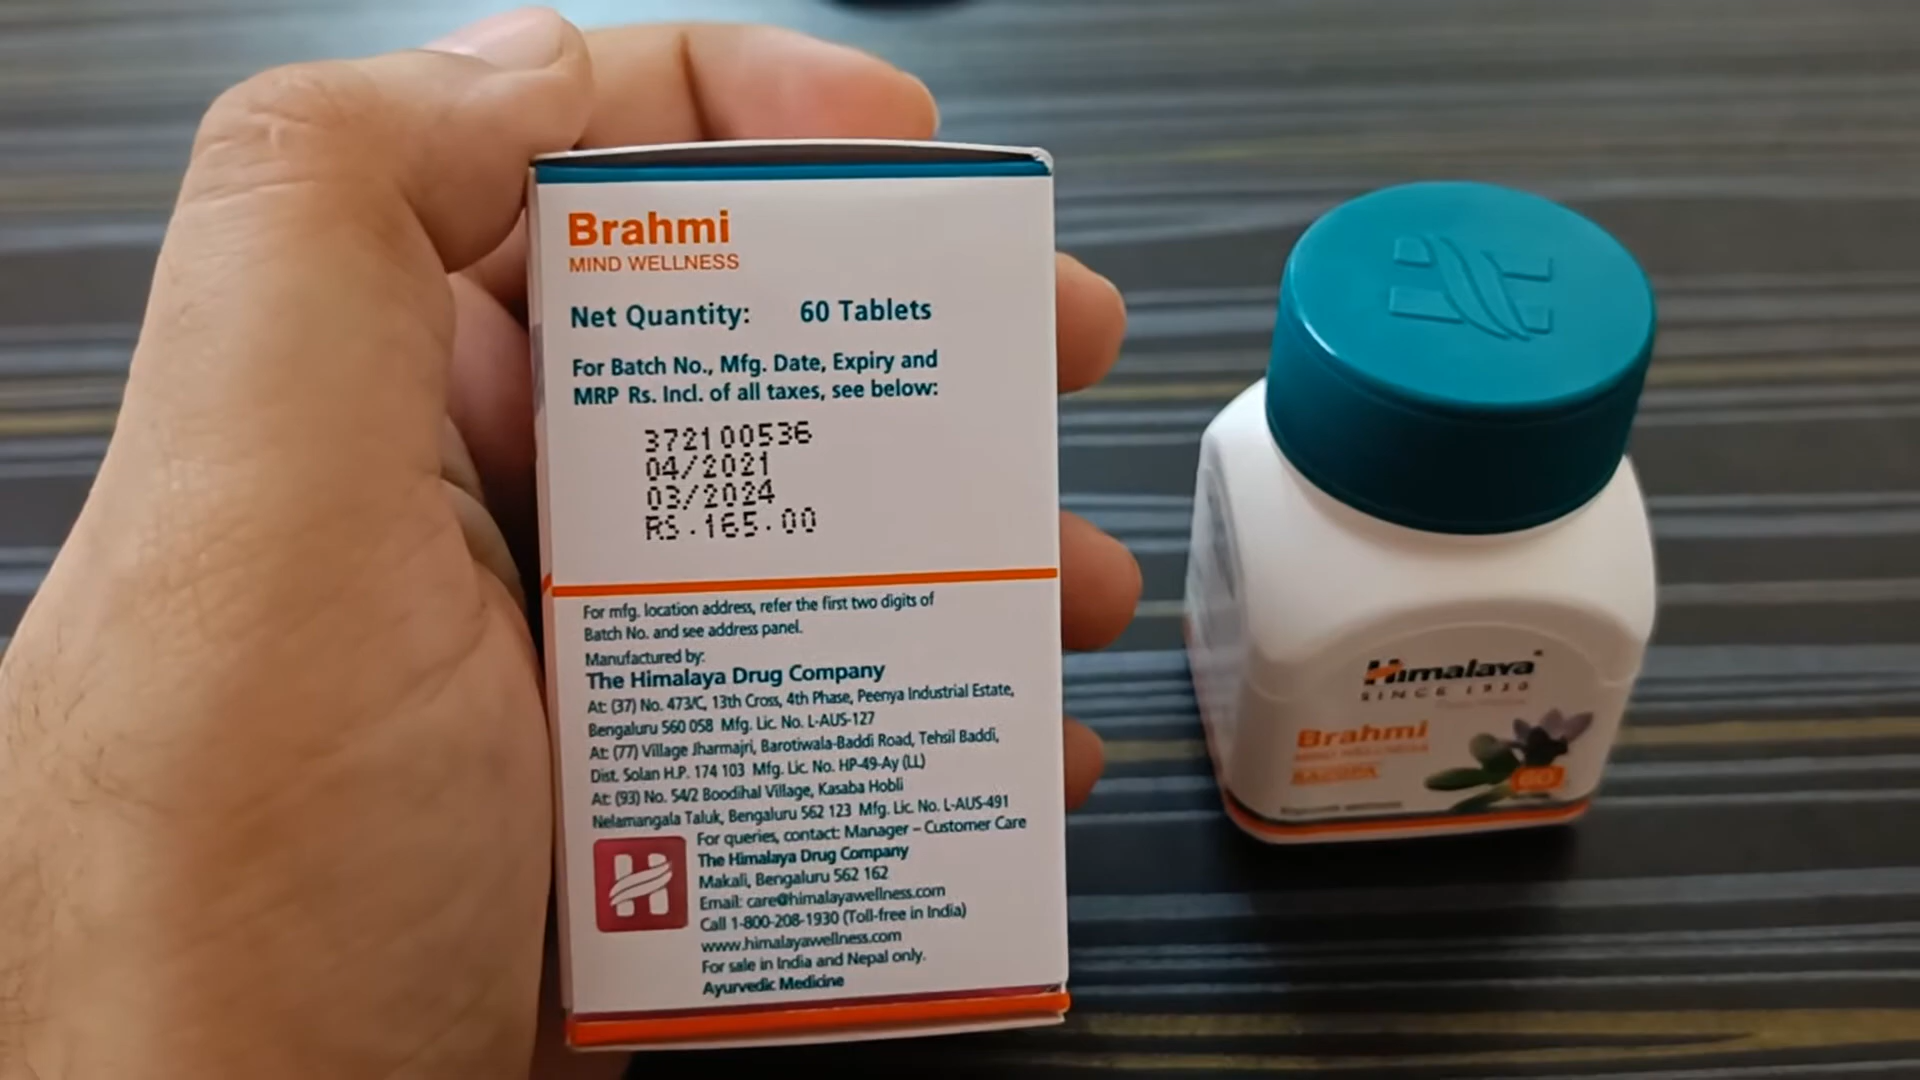 Brahmi
MIND WELLNESS
Net Quantity: 60 Tablets
For Batch No., Mfg. Date, Expiry and
MRP Rs. Incl. of all taxes, see below:
372100536
04/2021
03/2024
RS.165.00
For mfg. location address, refer the first two digits of
Batch No. and see address panel.
Manufactured by:
The Himalaya Drug Company
At: (37) No. 473/C, 13th Cross, 4th Phase, Peenya Industrial Estate,
Bengaluru 560 058 Mfg. Lic. No. L-AUS-127
At: (77) Village Jharmajri, Barotiwala-Baddi Road, Tehsil Baddi,
Dist. Solan H.P. 174 103 Mfg. Lic. No. HP-49-Ay (LL)
At: (93) No. 54/2 Boodihal Village, Kasaba Hobli
Nelamangala Taluk, Bengaluru 562 123 Mfg. Lic. No. L-AUS-491
For queries, contact: Manager – Customer Care
The Himalaya Drug Company
Makali, Bengaluru 562 162
Email: care@himalayawellness.com
Call 1-800-208-1930 (Toll-free in India)
www.himalayawellness.com
For sale in India and Nepal only.
Ayurvedic Medicine
Himalaya
SINCE 1930
Brahmi
MIND WELLNESS
BACOPA
60